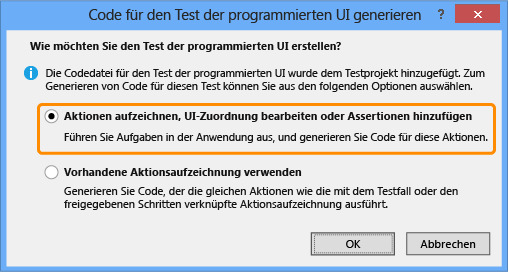 Code für den Test der programmierten UI generieren
Wie möchten Sie den Test der programmierten UI erstellen?
Die Codedatei für den Test der programmierten UI wurde dem Testprojekt hinzugefügt. Zum
Generieren von Code für diesen Test können Sie aus den folgenden Optionen auswählen.
Aktionen aufzeichnen, UI-Zuordnung bearbeiten oder Assertionen hinzufügen
Führen Sie Aufgaben in der Anwendung aus, und generieren Sie Code für diese Aktionen.
Vorhandene Aktionsaufzeichnung verwenden
Generieren Sie Code, der die gleichen Aktionen wie die mit dem Testfall oder den
freigegebenen Schritten verknüpfte Aktionsaufzeichnung ausführt.
OK Abbrechen